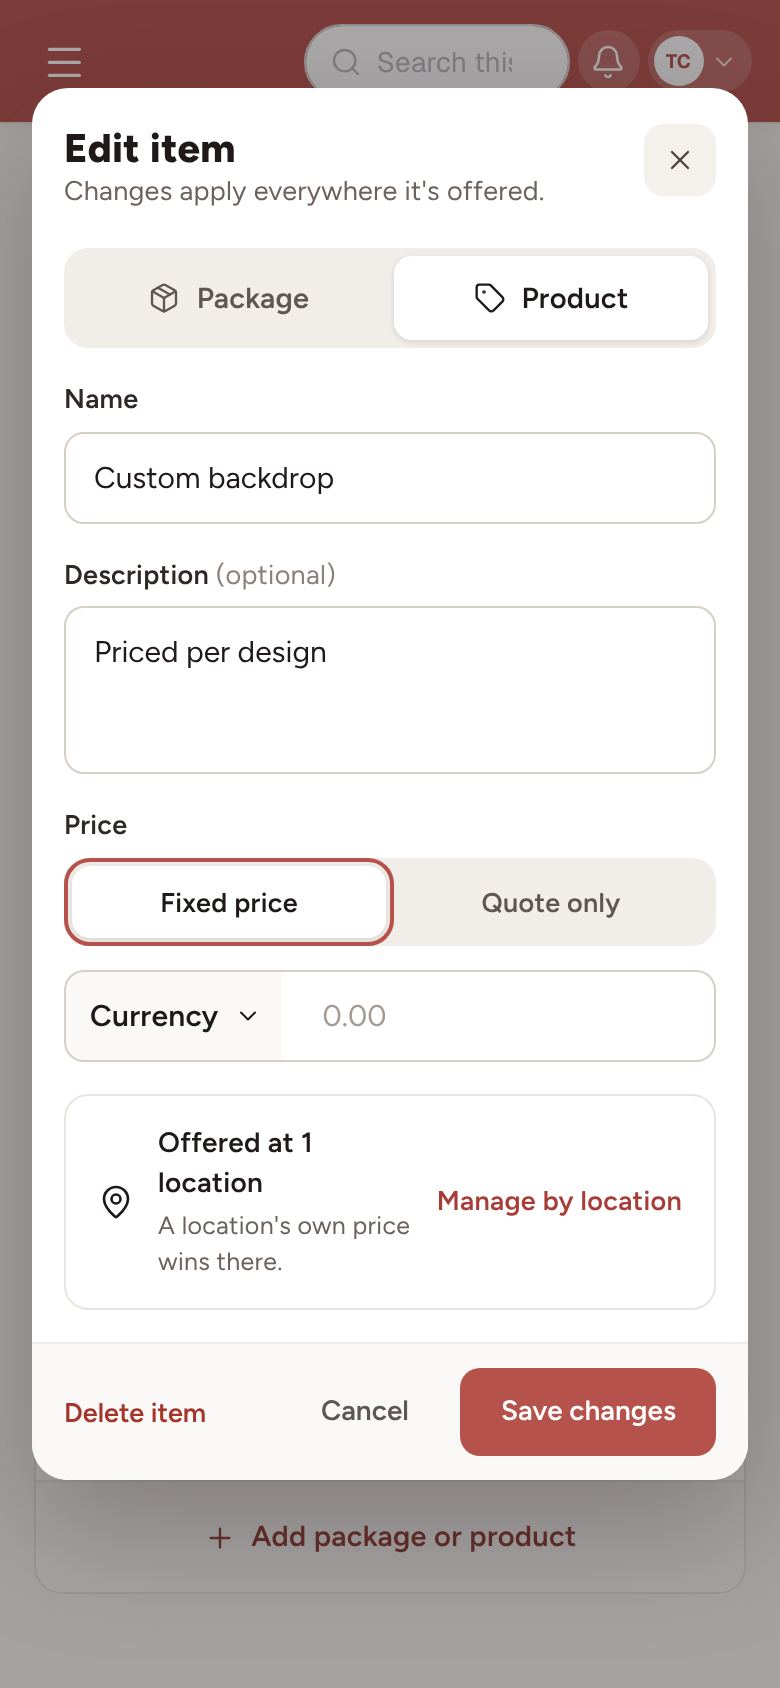 Search this
TC
Edit item
Changes apply everywhere it's offered.
Package
Product
Name
Custom backdrop
Description (optional)
Priced per design
Price
Fixed price
Quote only
Currency
0.00
Offered at 1
location
A location's own price
wins there.
Manage by location
Delete item
Cancel
Save changes
+ Add package or product